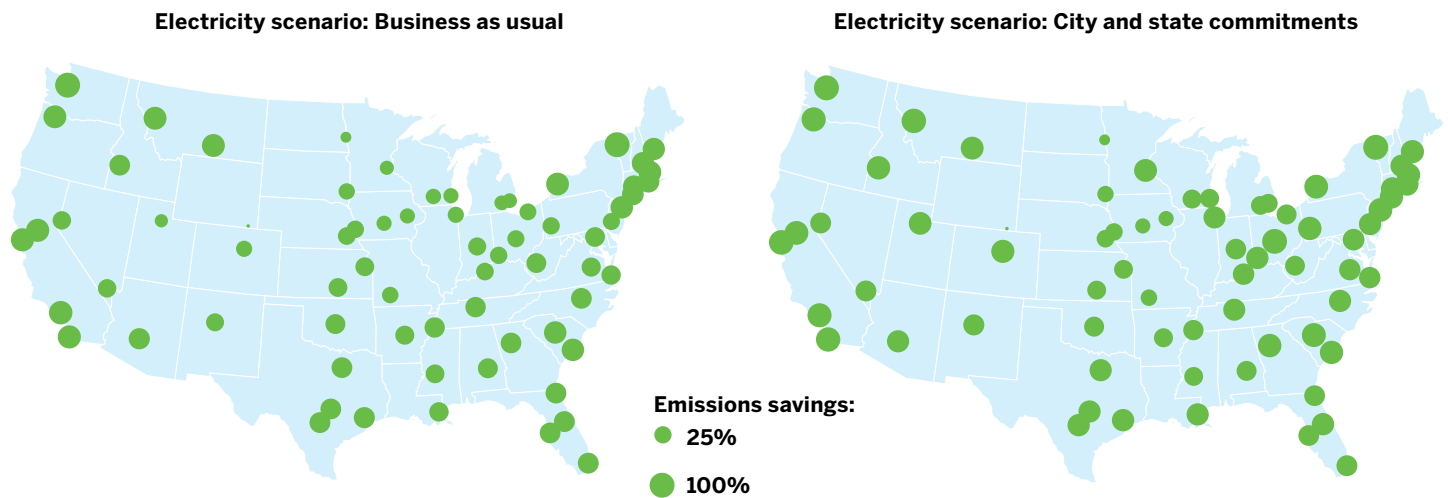 Electricity scenario: Business as usual
Electricity scenario: City and state commitments
Emissions savings:
25%
100%